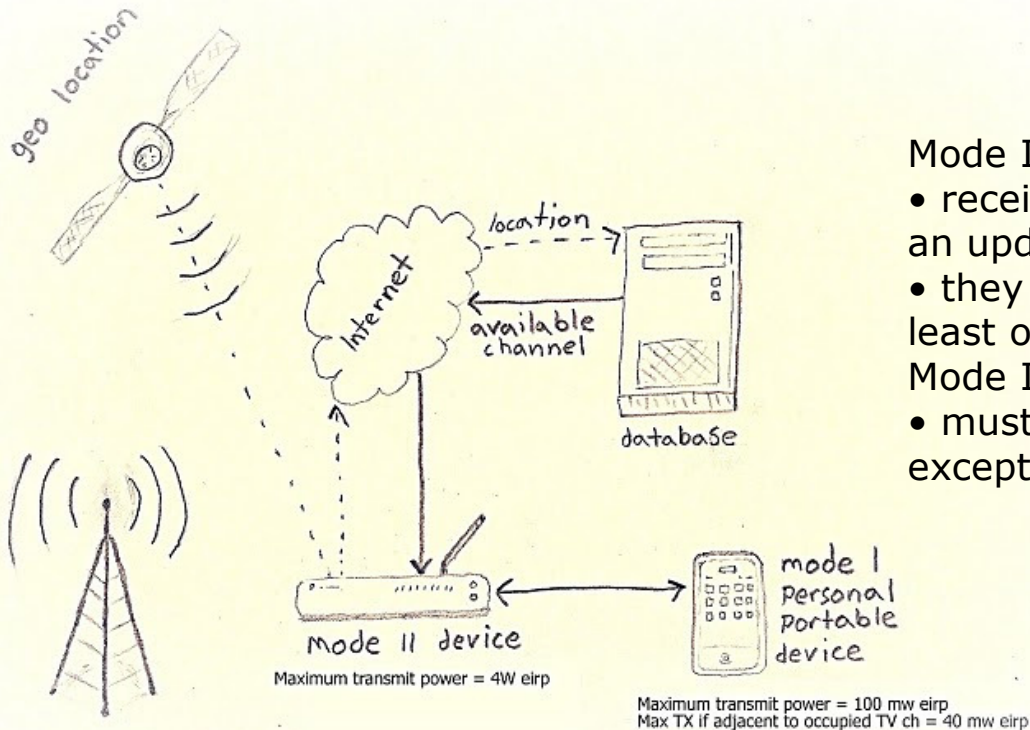 geo location
Internet
location
available
channel
database
Mode II device
Maximum transmit power = 4W eirp
mode I
Personal
Portable
device
Maximum transmit power = 100 mw eirp
Max TX if adjacent to occupied TV ch = 40 mw eirp
Mode I
• recei
an upd
• they
least o
Mode I
• must
except